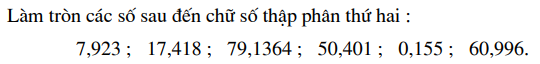 Làm tròn các số sau đến chữ số thập phân thứ hai :
7,923 ; 17,418 ; 79,1364 ; 50,401 ; 0,155 ; 60,996.